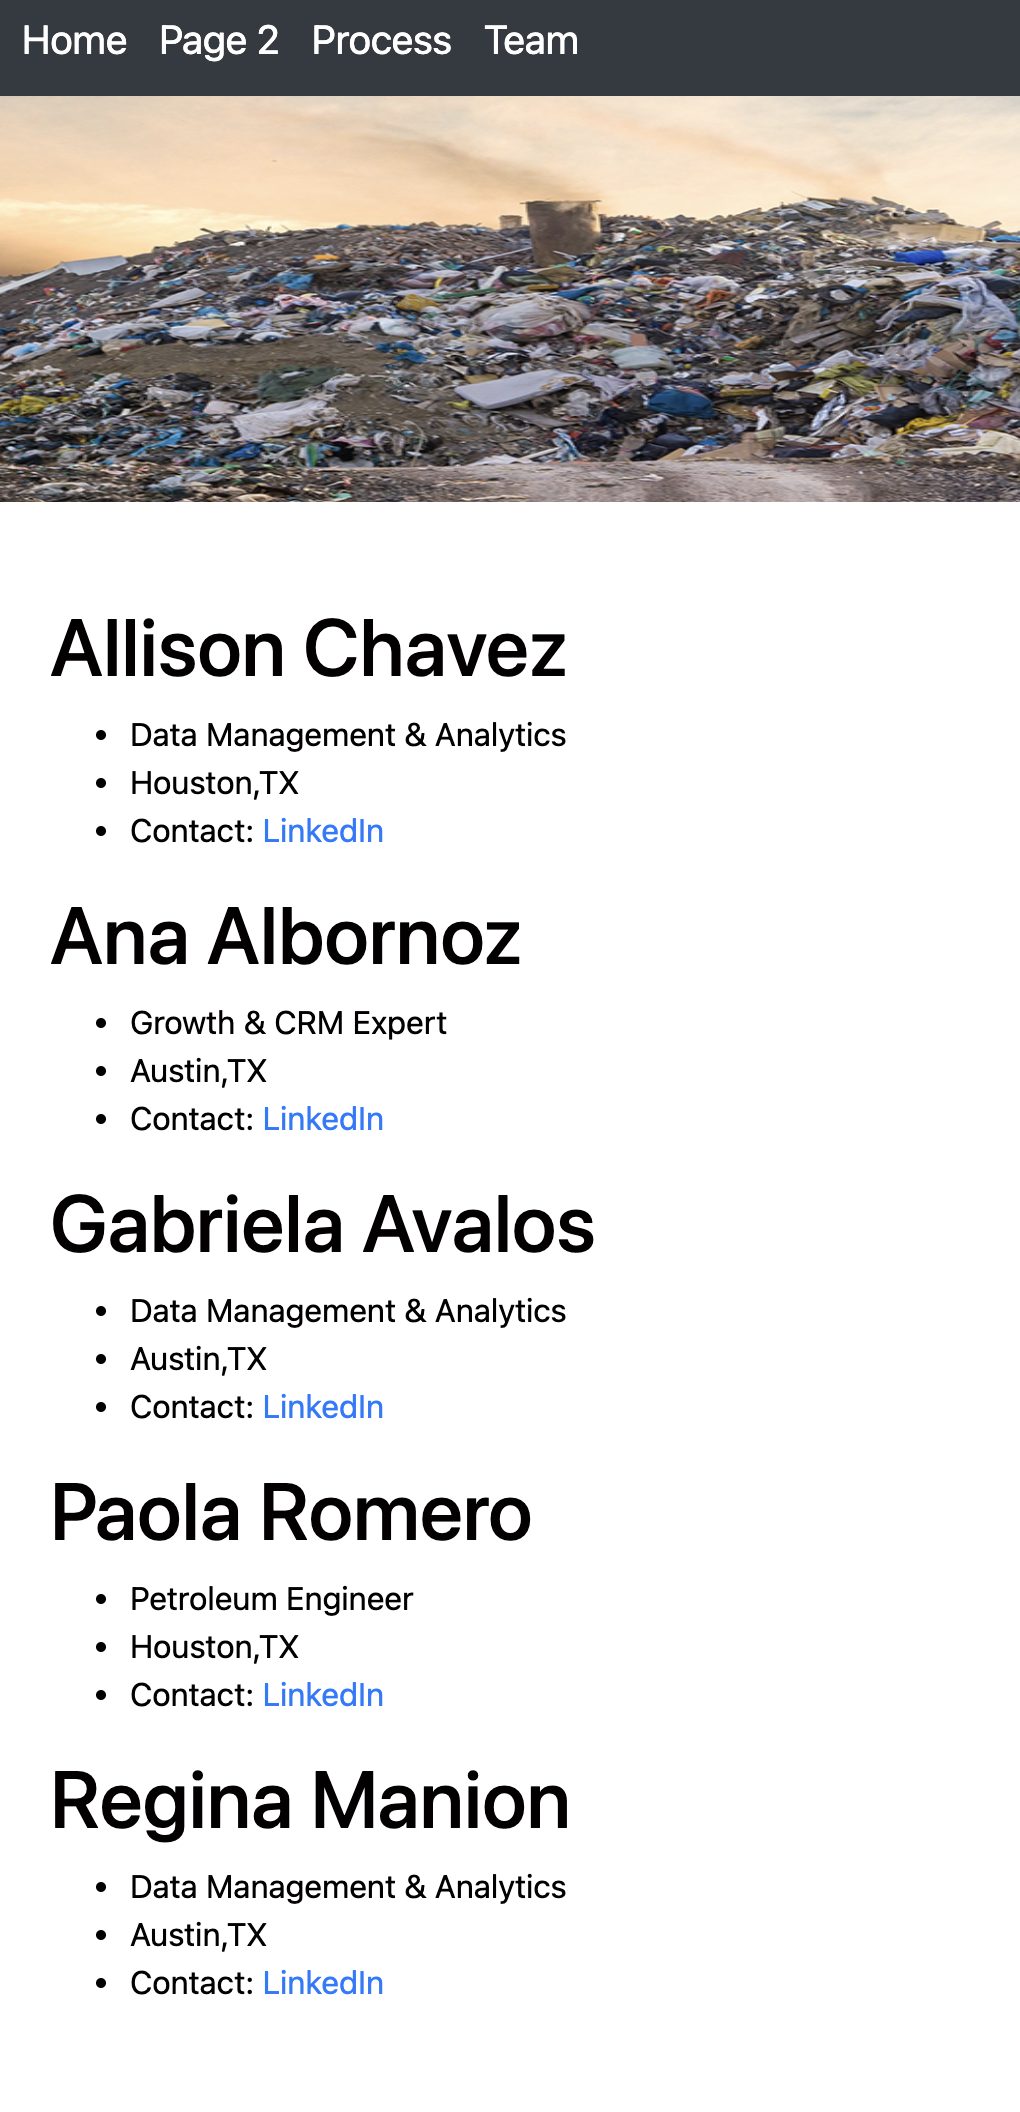 Home Page 2 Process Team
Allison Chavez
• Data Management & Analytics
• Houston,TX
• Contact: LinkedIn
Ana Albornoz
• Growth & CRM Expert
• Austin,TX
• Contact: LinkedIn
Gabriela Avalos
• Data Management & Analytics
• Austin,TX
• Contact: LinkedIn
Paola Romero
• Petroleum Engineer
• Houston,TX
• Contact: LinkedIn
Regina Manion
• Data Management & Analytics
• Austin,TX
• Contact: LinkedIn